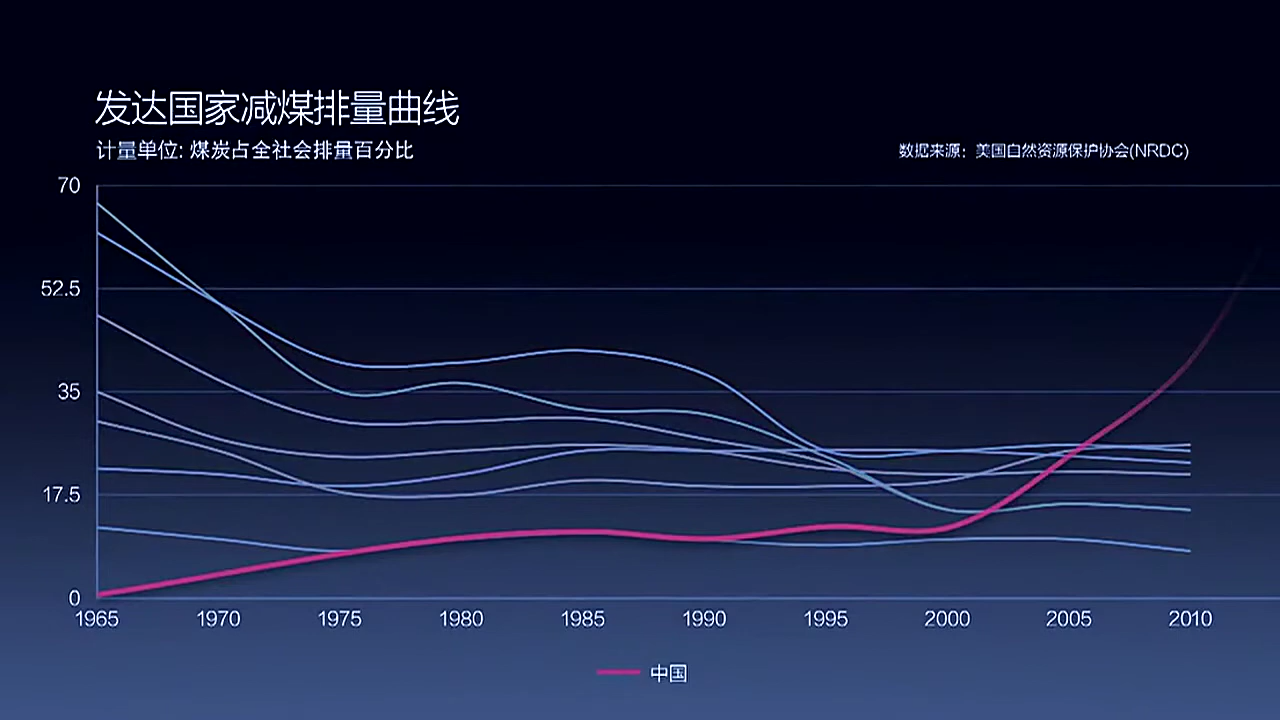 发达国家减煤排量曲线
计量单位: 煤炭占全社会排量百分比
数据来源：美国自然资源保护协会(NRDC)
70
52.5
35
17.5
0
1965 1970 1975 1980 1985 1990 1995 2000 2005 2010
中国